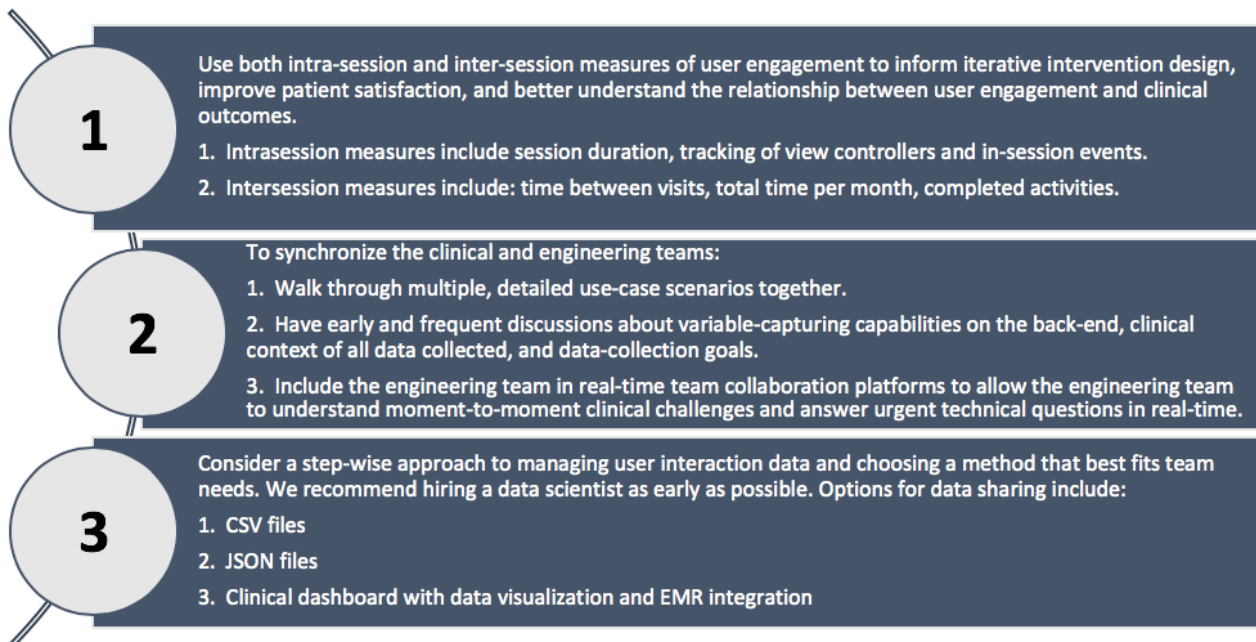 1
Use both intra-session and inter-session measures of user engagement to inform iterative intervention design,
improve patient satisfaction, and better understand the relationship between user engagement and clinical
outcomes.
1. Intrasession measures include session duration, tracking of view controllers and in-session events.
2. Intersession measures include: time between visits, total time per month, completed activities.
2
To synchronize the clinical and engineering teams:
1. Walk through multiple, detailed use-case scenarios together.
2. Have early and frequent discussions about variable-capturing capabilities on the back-end, clinical
context of all data collected, and data-collection goals.
3. Include the engineering team in real-time team collaboration platforms to allow the engineering team
to understand moment-to-moment clinical challenges and answer urgent technical questions in real-time.
3
Consider a step-wise approach to managing user interaction data and choosing a method that best fits team
needs. We recommend hiring a data scientist as early as possible. Options for data sharing include:
1. CSV files
2. JSON files
3. Clinical dashboard with data visualization and EMR integration